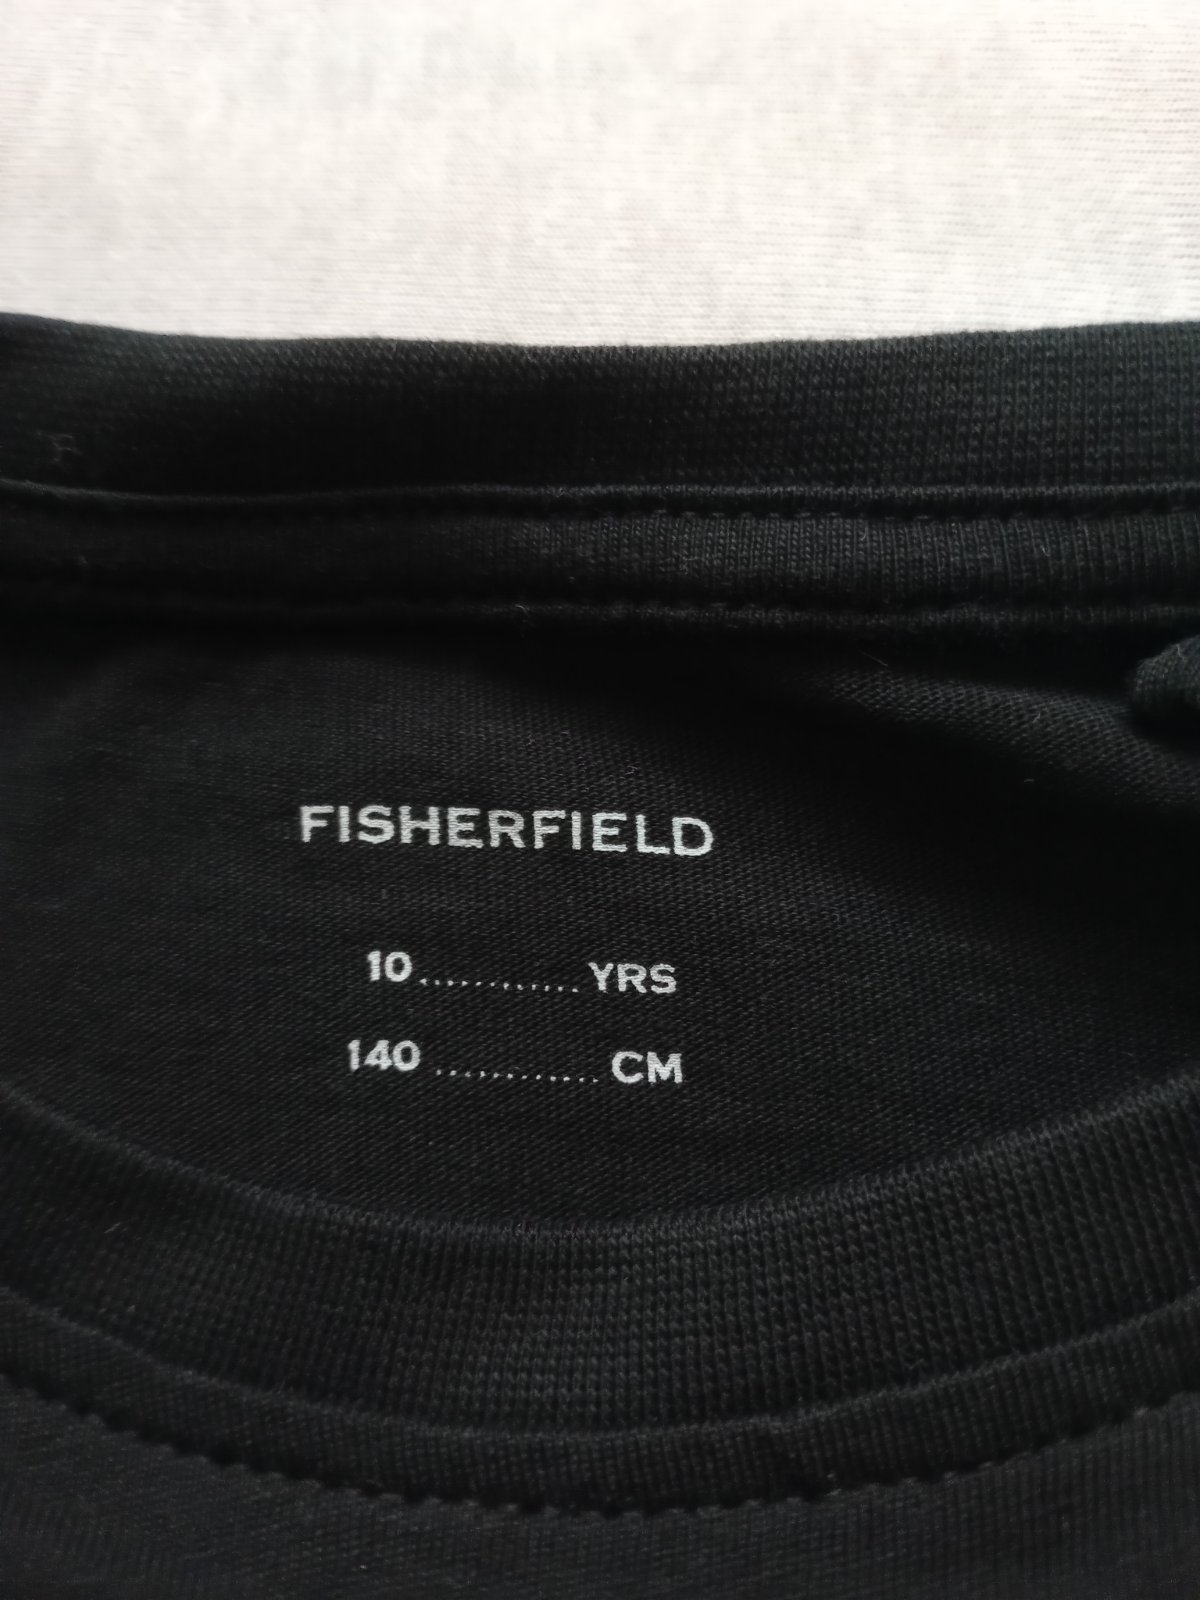 FISHERFIELD
10............ YRS
140 ............ CM